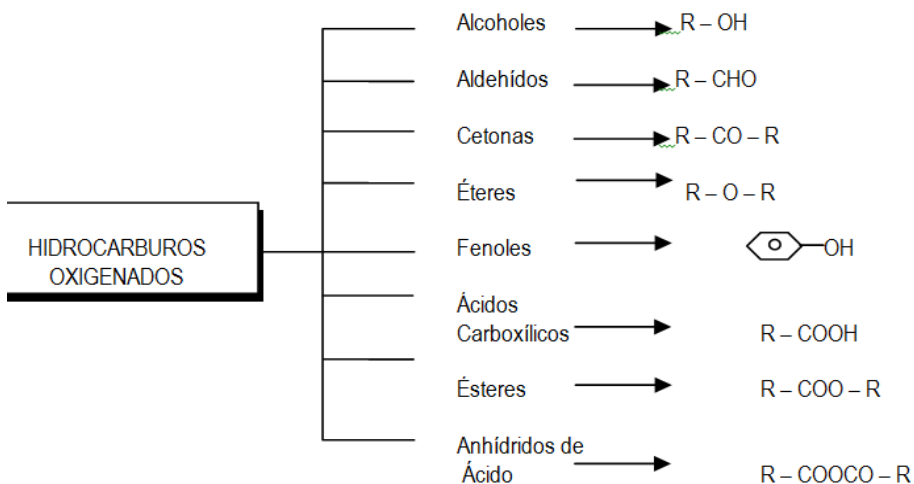 HIDROCARBUROS
OXIGENADOS
Alcoholes R – OH
Aldehídos R – CHO
Cetonas R – CO – R
Éteres R – O – R
Fenoles OH
Ácidos
Carboxílicos R – COOH
Ésteres R – COO – R
Anhídridos de
Ácido R – COOCO – R